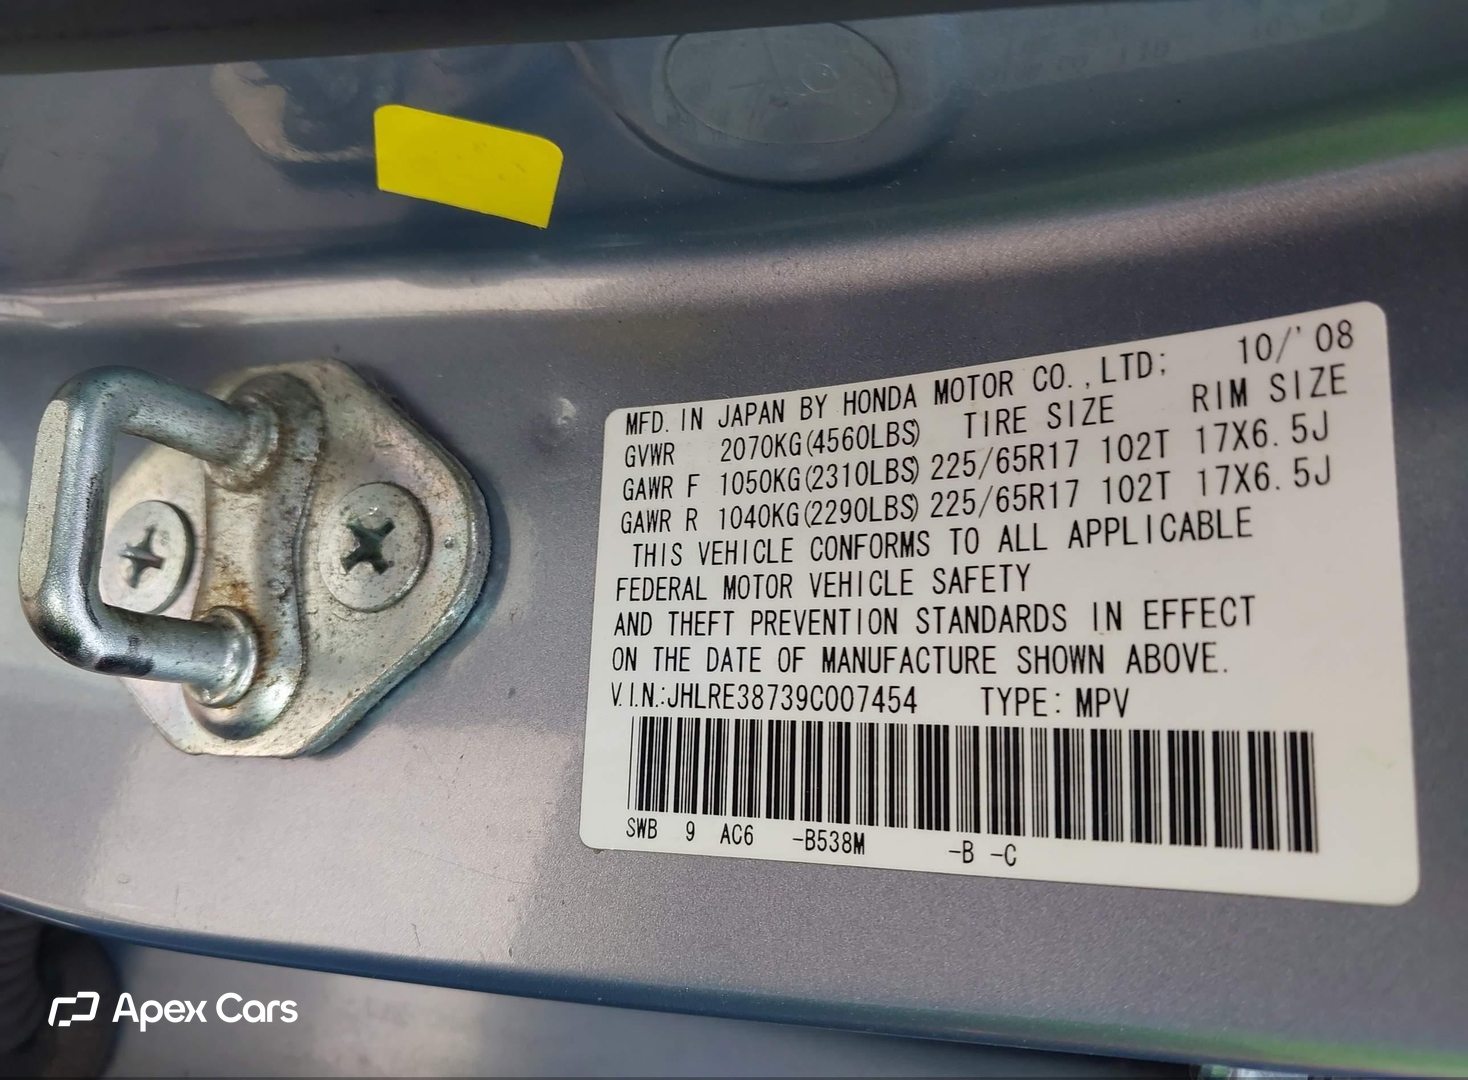 MFD. IN JAPAN BY HONDA MOTOR CO., LTD; 10/'08
GVWR 2070KG(4560LBS) TIRE SIZE RIM SIZE
GAWR F 1050KG(2310LBS) 225/65R17 102T 17X6.5J
GAWR R 1040KG(2290LBS) 225/65R17 102T 17X6.5J
THIS VEHICLE CONFORMS TO ALL APPLICABLE
FEDERAL MOTOR VEHICLE SAFETY
AND THEFT PREVENTION STANDARDS IN EFFECT
ON THE DATE OF MANUFACTURE SHOWN ABOVE.
V.I.N.:JHLRE38739C007454 TYPE: MPV
SWB 9 AC6 -B538M -B -C
Apex Cars